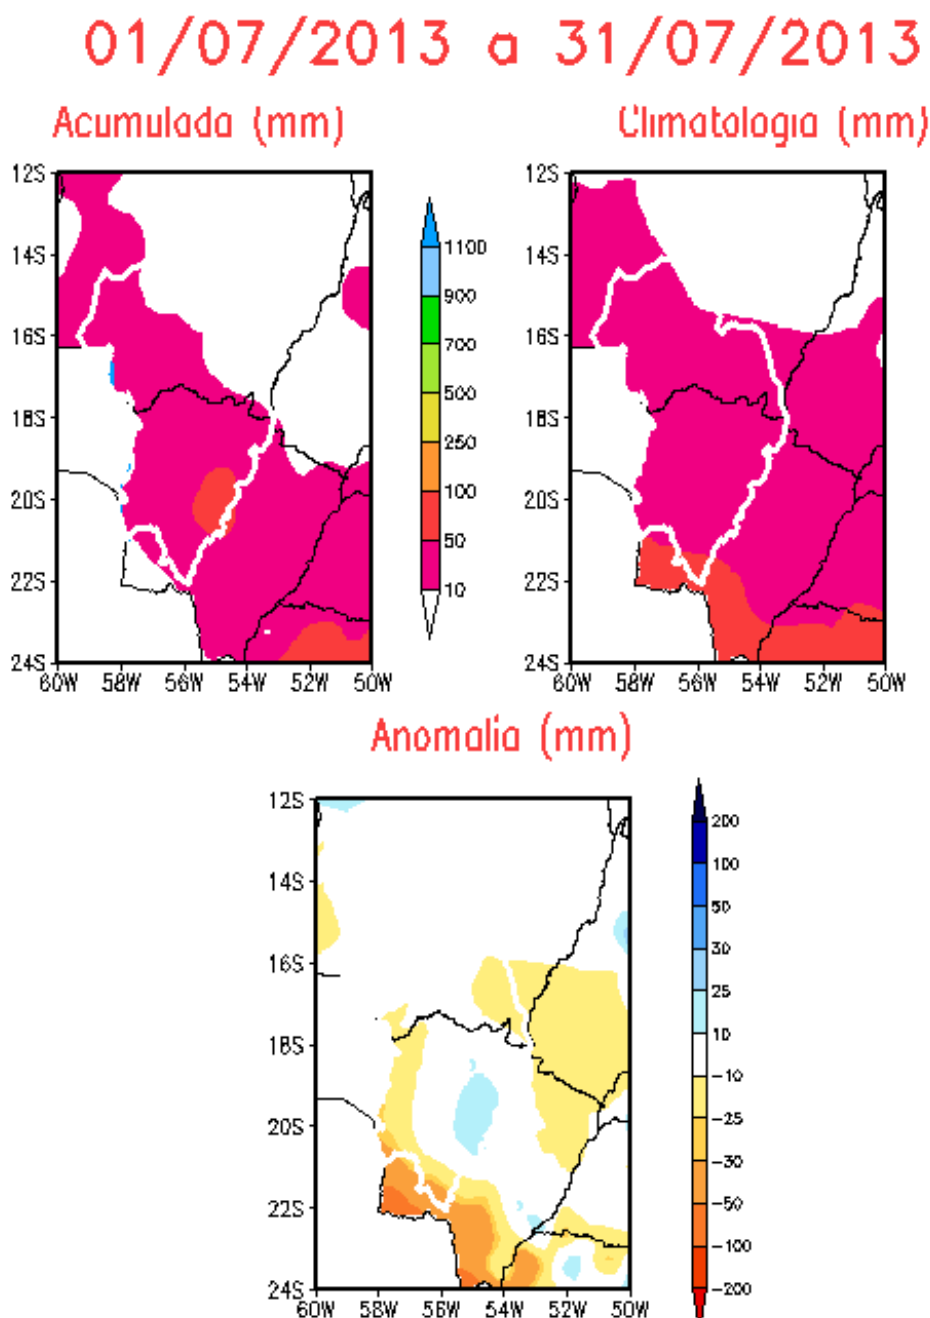 01/07/2013 a 31/07/2013
Acumulada (mm)
Climatologia (mm)
12S
14S
16S
18S
20S
22S
24S
60W 58W 56W 54W 52W 50W
1100
900
700
500
250
100
50
10
12S
14S
16S
18S
20S
22S
24S
60W 58W 56W 54W 52W 50W
Anomalia (mm)
12S
14S
16S
18S
20S
22S
24S
60W 58W 56W 54W 52W 50W
200
100
50
30
25
10
-10
-25
-30
-50
-100
-200